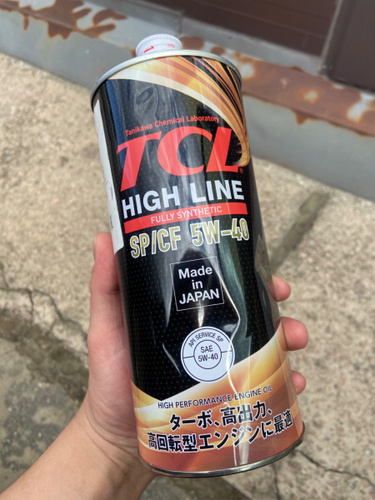 Tanikawa Chemical Laboratory
TCL
HIGH LINE
FULLY SYNTHETIC
SP/CF 5W-40
Made
in
JAPAN
API SERVICE SP
SAE
5W-40
HIGH PERFORMANCE ENGINE OIL
ターボ、高出力、
高回転型エンジンに最適